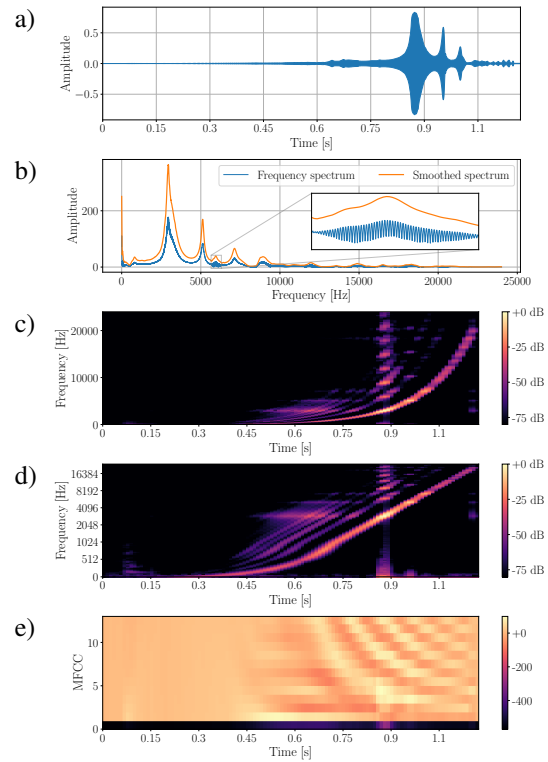 a)
Amplitude
0.5
0.0
−0.5
0 0.15 0.3 0.45 0.6 0.75 0.9 1.1
Time [s]
b)
Amplitude
200
0
Frequency spectrum
Smoothed spectrum
0 5000 10000 15000 20000 25000
Frequency [Hz]
c)
Frequency [Hz]
20000
10000
0
0 0.15 0.3 0.45 0.6 0.75 0.9 1.1
Time [s]
+0 dB
-25 dB
-50 dB
-75 dB
d)
Frequency [Hz]
16384
8192
4096
2048
1024
512
0
0 0.15 0.3 0.45 0.6 0.75 0.9 1.1
Time [s]
+0 dB
-25 dB
-50 dB
-75 dB
e)
MFCC
10
5
0
0 0.15 0.3 0.45 0.6 0.75 0.9 1.1
Time [s]
+0
-200
-400